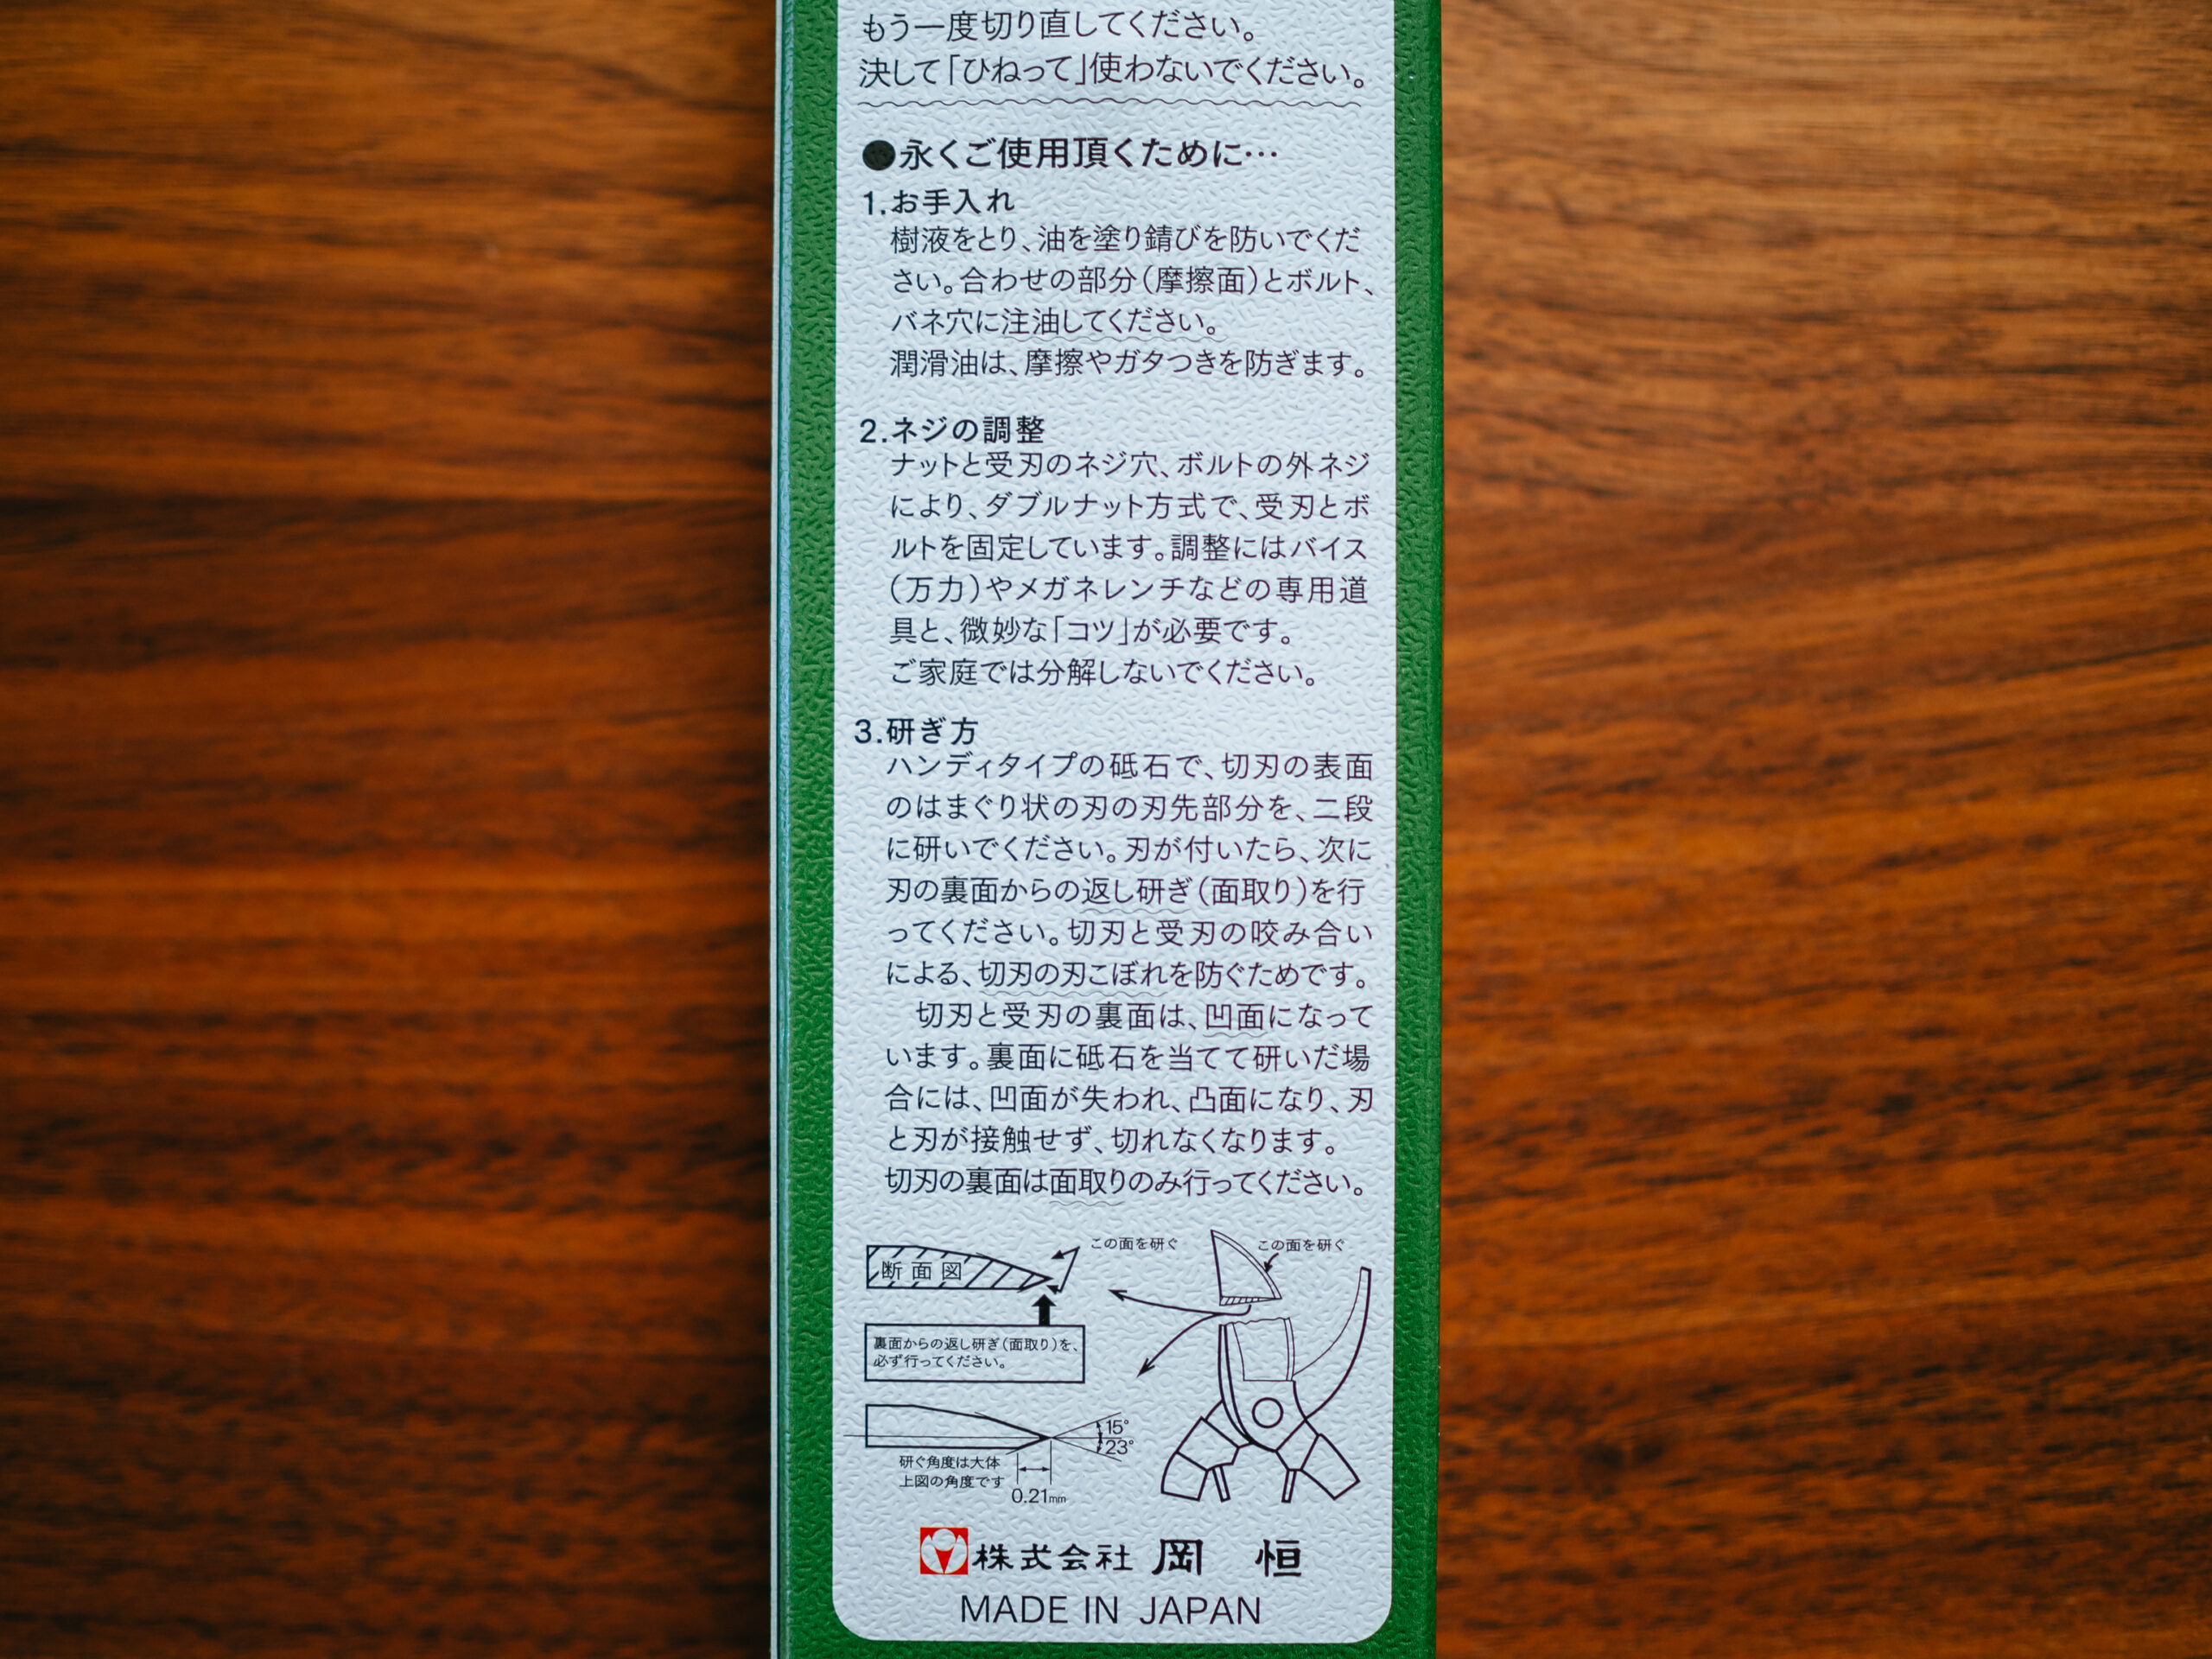 もう一度切り直してください。
決して「ひねって」使わないでください。
●永くご使用頂くために…
1.お手入れ
樹液をとり、油を塗り錆びを防いでくだ
さい。合わせの部分(摩擦面)とボルト、
バネ穴に注油してください。
潤滑油は、摩擦やガタつきを防ぎます。
2.ネジの調整
ナットと受刃のネジ穴、ボルトの外ネジ
により、ダブルナット方式で、受刃とボ
ルトを固定しています。調整にはバイス
(万力)やメガネレンチなどの専用道
具と、微妙な「コツ」が必要です。
ご家庭では分解しないでください。
3.研ぎ方
ハンディタイプの砥石で、切刃の表面
のはまぐり状の刃の刃先部分を、二段
に研いでください。刃が付いたら、次に
刃の裏面からの返し研ぎ(面取り)を行
ってください。切刃と受刃の咬み合い
による、切刃の刃こぼれを防ぐためです。
切刃と受刃の裏面は、凹面になって
います。裏面に砥石を当てて研いだ場
合には、凹面が失われ、凸面になり、刃
と刃が接触せず、切れなくなります。
切刃の裏面は面取りのみ行ってください。
この面を研ぐ
この面を研ぐ
断面図
裏面からの返し研ぎ(面取り)を、
必ず行ってください。
15°
23°
研ぐ角度は大体
上図の角度です
0.21mm
株式会社 岡 恒
MADE IN JAPAN